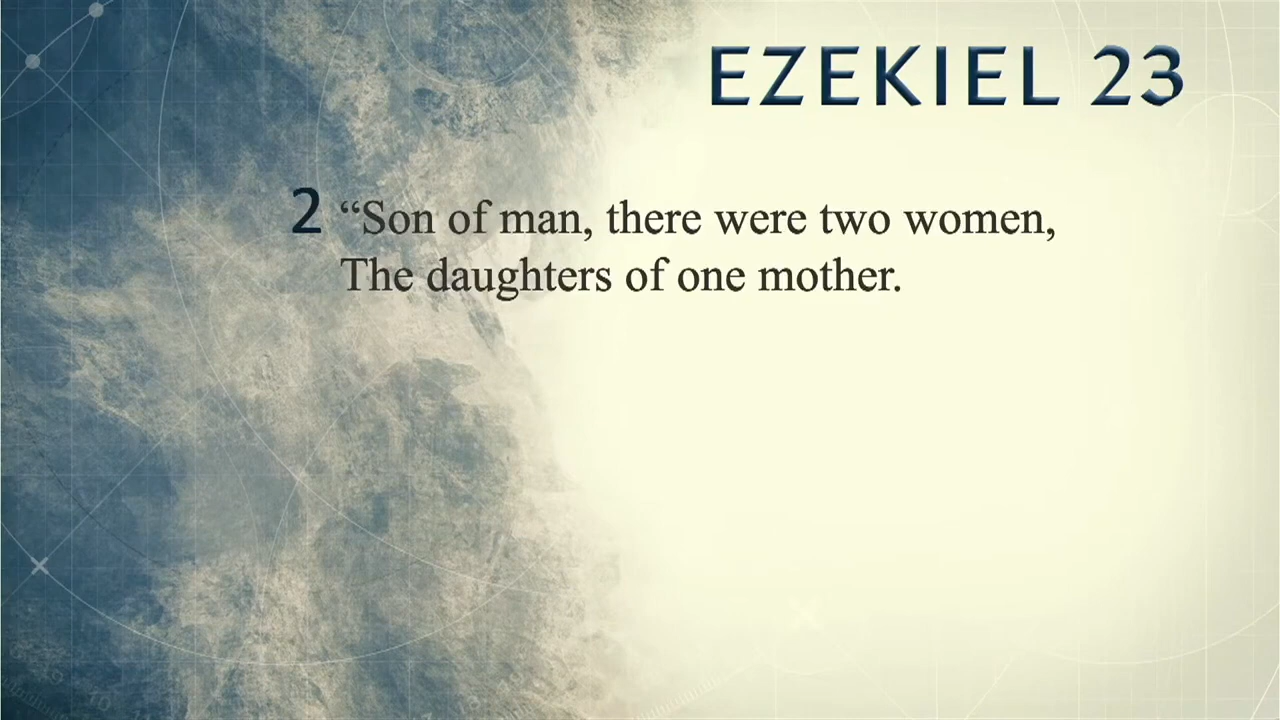 EZEKIEL 23
2 “Son of man, there were two women,
The daughters of one mother.